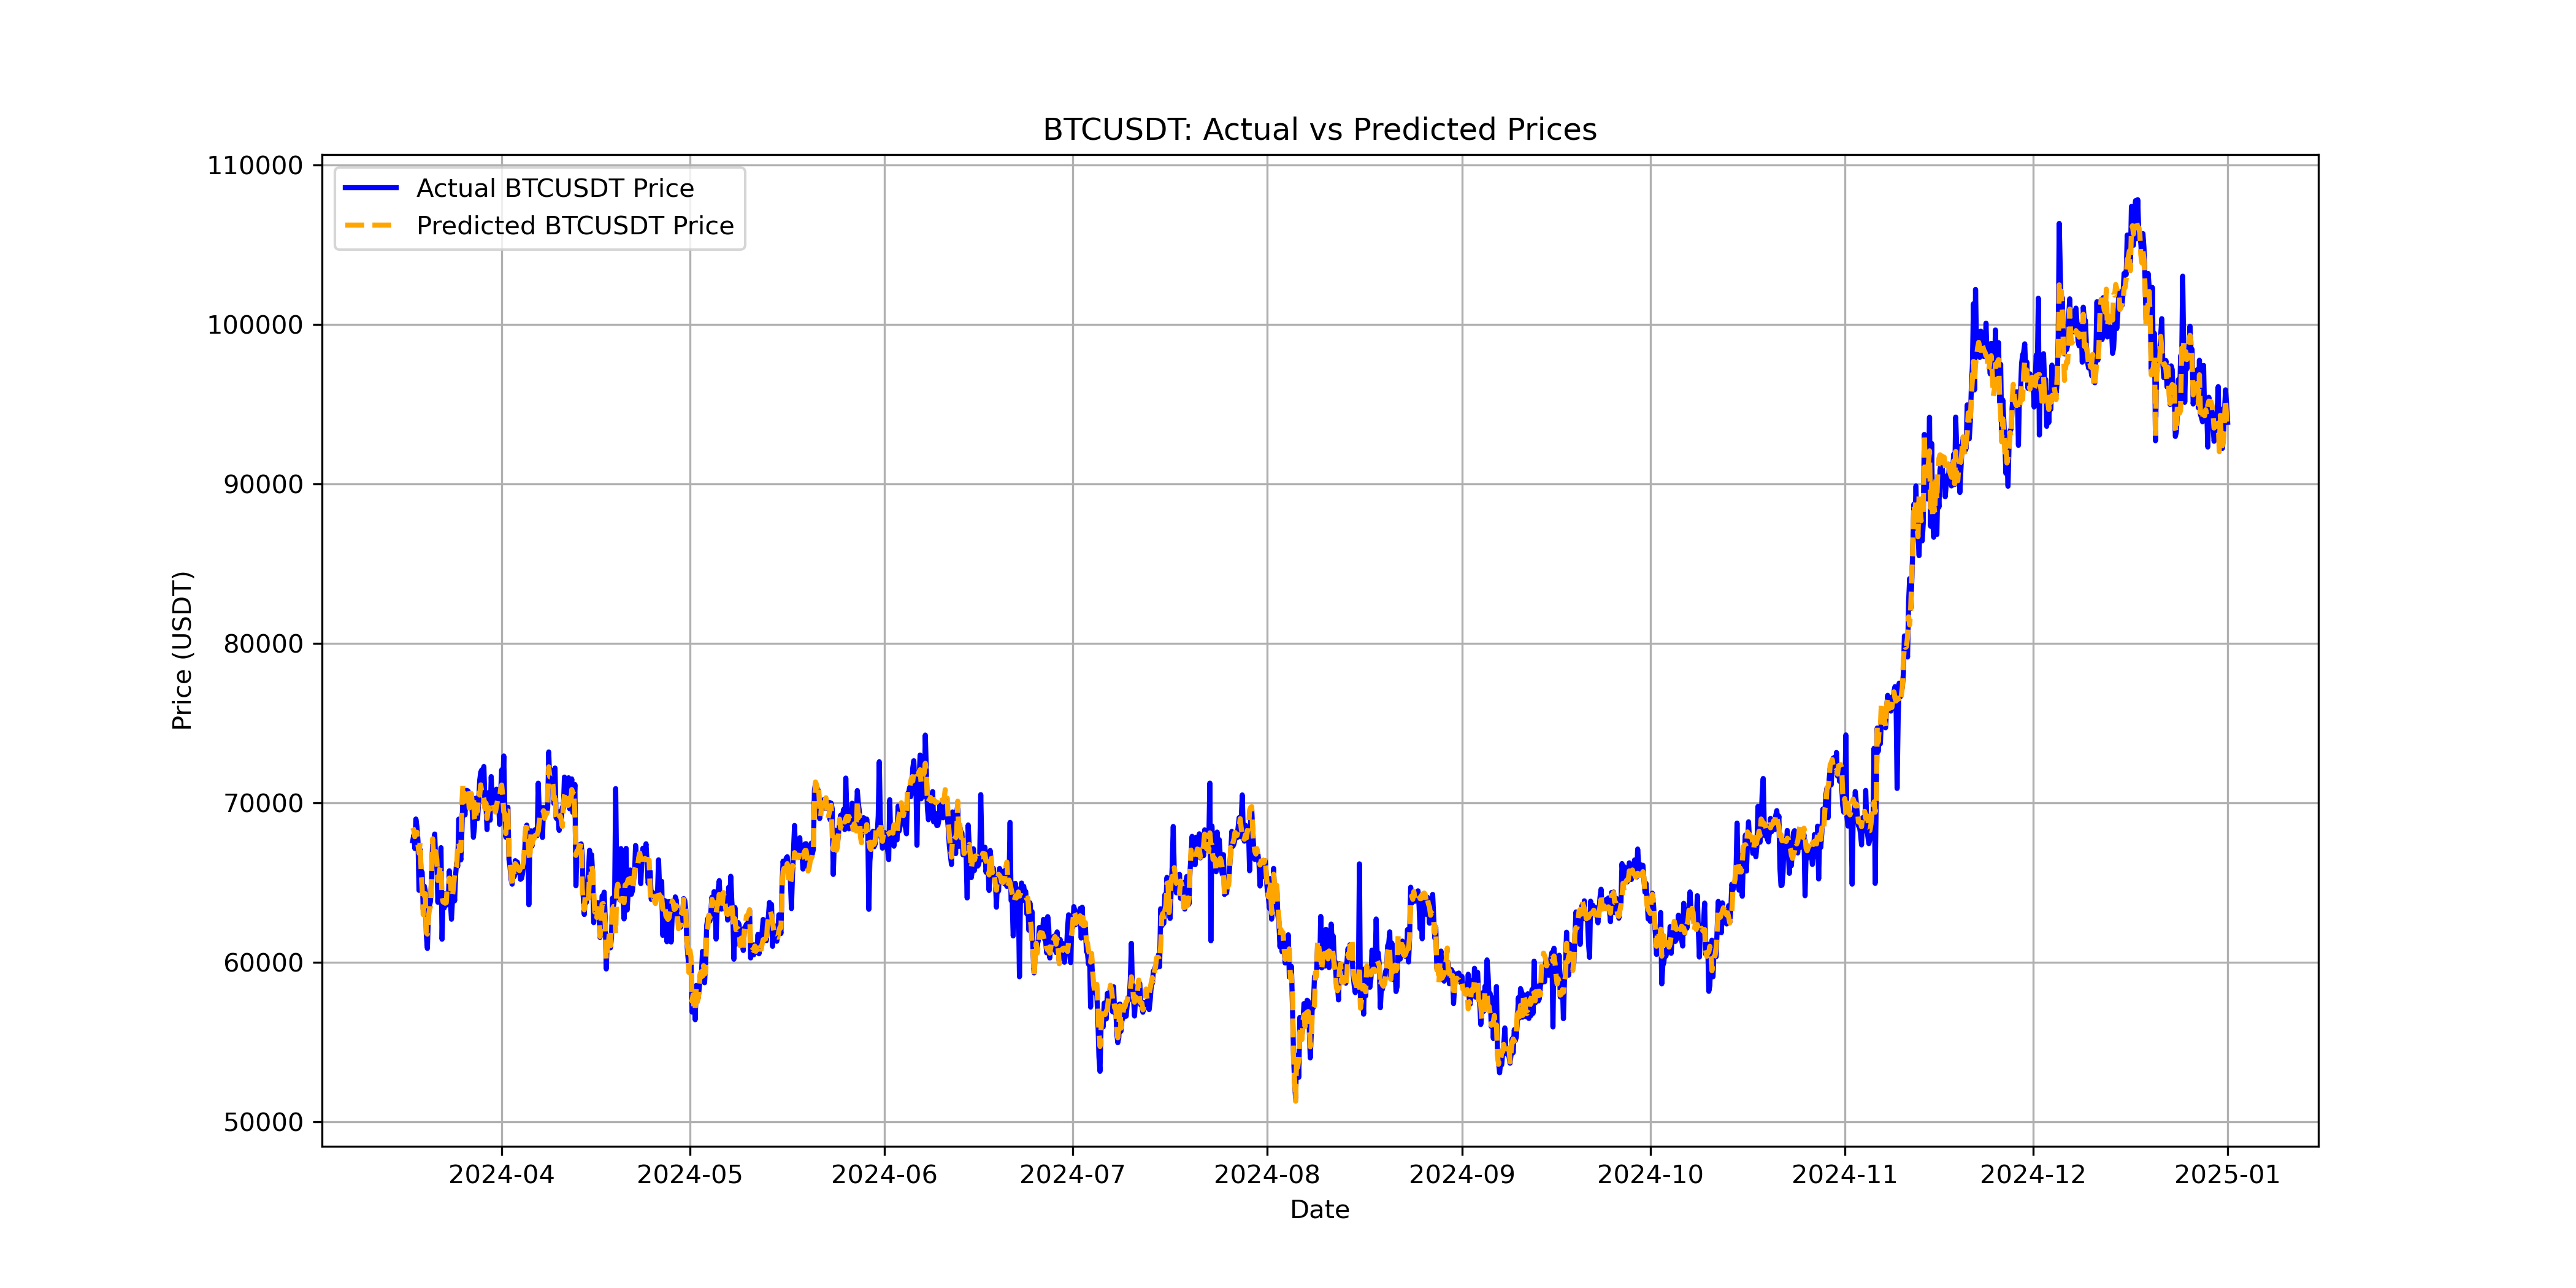 BTCUSDT: Actual vs Predicted Prices
Actual BTCUSDT Price
Predicted BTCUSDT Price
110000
100000
90000
80000
70000
60000
50000
Price (USDT)
2024-04 2024-05 2024-06 2024-07 2024-08 2024-09 2024-10 2024-11 2024-12 2025-01
Date